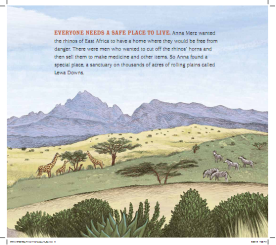 EVERYONE NEEDS A SAFE PLACE TO LIVE. Anna Merz wanted
the rhinos of East Africa to have a home where they would be free from
danger. There were men who wanted to cut off the rhinos' horns and
then sell them to make medicine and other items. So Anna found a
special place, a sanctuary on thousands of acres of rolling plains called
Lewa Downs.